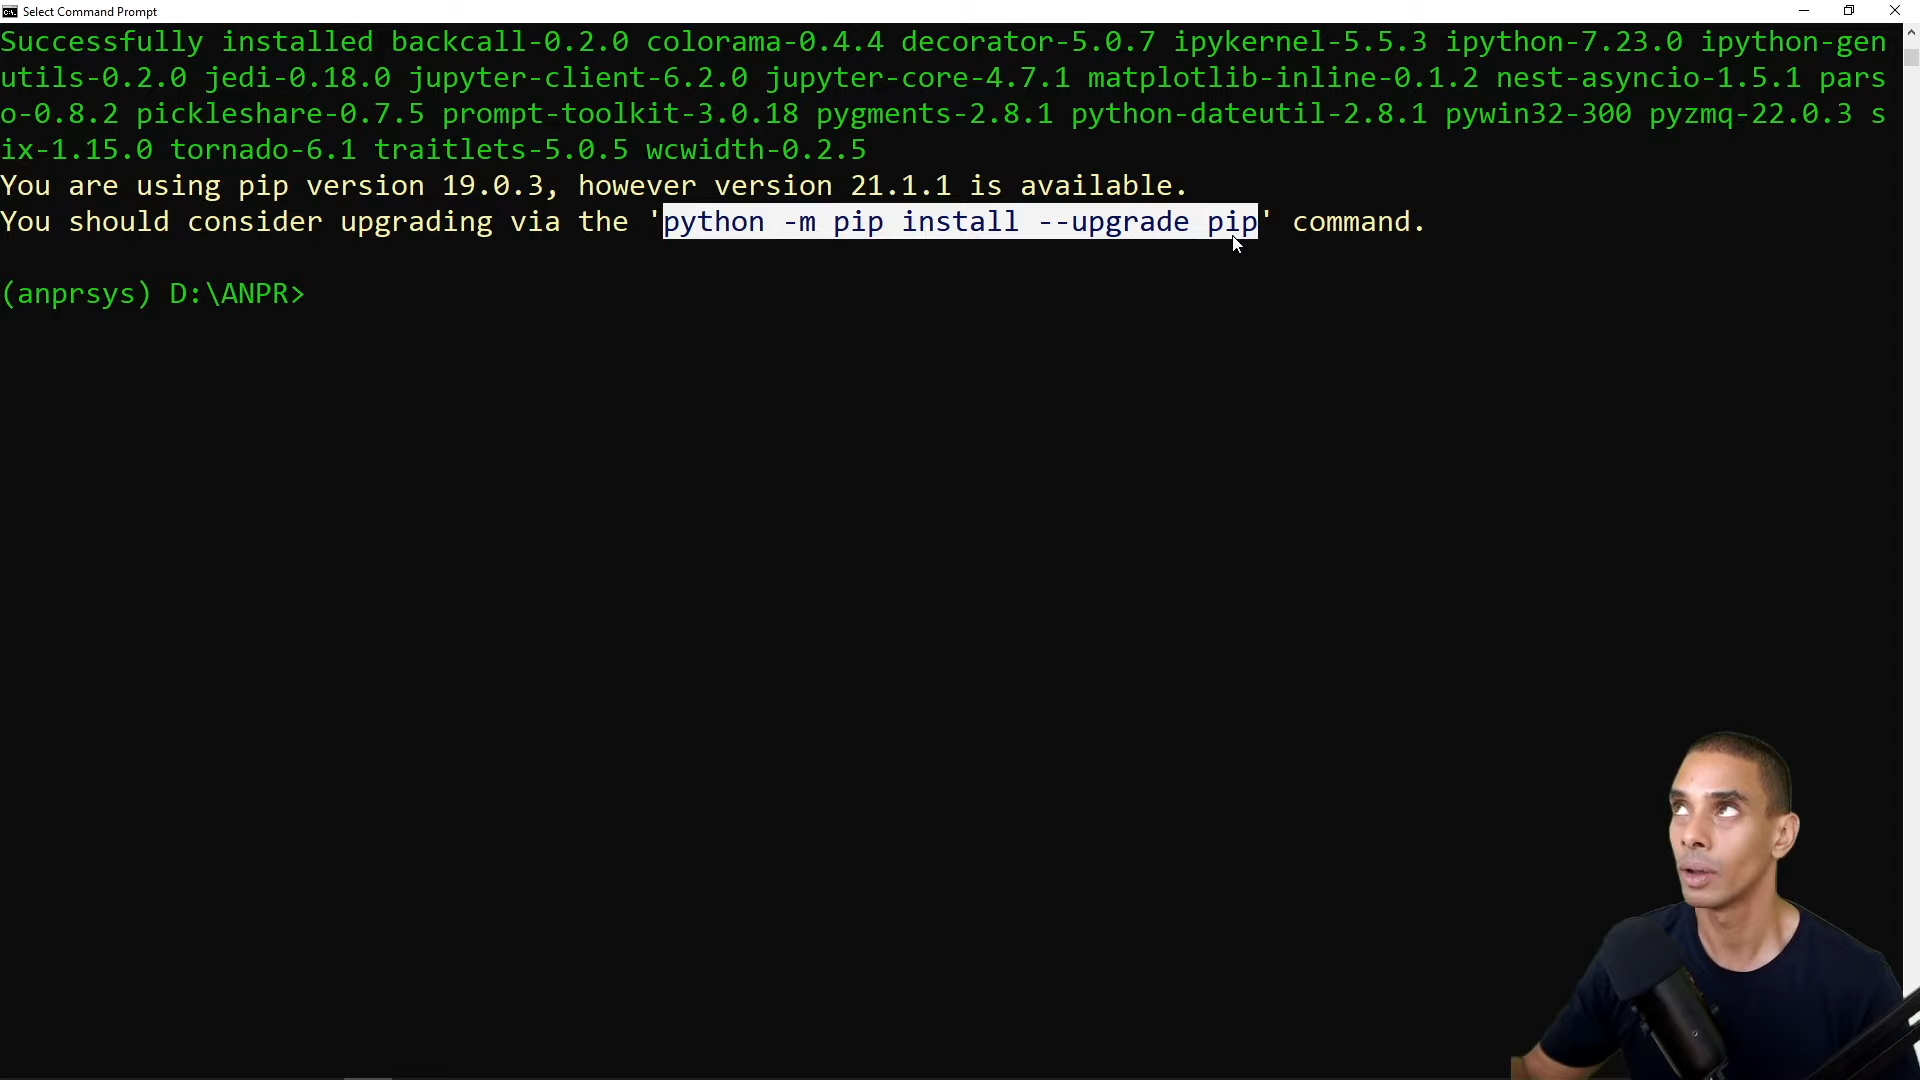 Select Command Prompt
Successfully installed backcall-0.2.0 colorama-0.4.4 decorator-5.0.7 ipykernel-5.5.3 ipython-7.23.0 ipython-gen
utils-0.2.0 jedi-0.18.0 jupyter-client-6.2.0 jupyter-core-4.7.1 matplotlib-inline-0.1.2 nest-asyncio-1.5.1 pars
o-0.8.2 pickleshare-0.7.5 prompt-toolkit-3.0.18 pygments-2.8.1 python-dateutil-2.8.1 pywin32-300 pyzmq-22.0.3 s
ix-1.15.0 tornado-6.1 traitlets-5.0.5 wcwidth-0.2.5
You are using pip version 19.0.3, however version 21.1.1 is available.
You should consider upgrading via the 'python -m pip install --upgrade pip' command.
(anprsys) D:\ANPR>